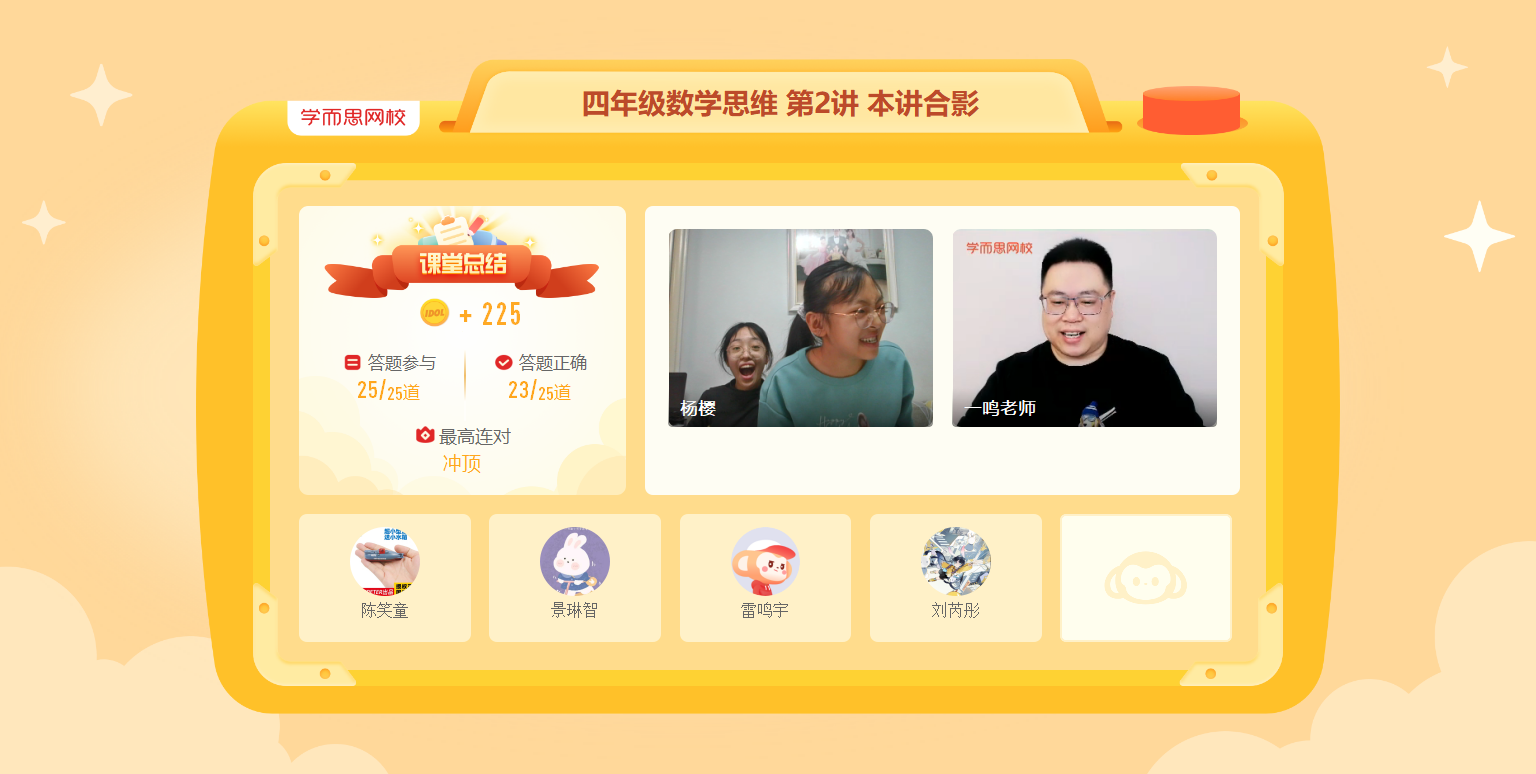 四年级数学思维 第2讲 本讲合影
学而思网校
课堂总结
IDOL + 225
答题参与
25/25道
答题正确
23/25道
最高连对
冲顶
杨樱
学而思网校
一鸣老师
陈笑童
景琳智
雷鸣宇
刘芮彤